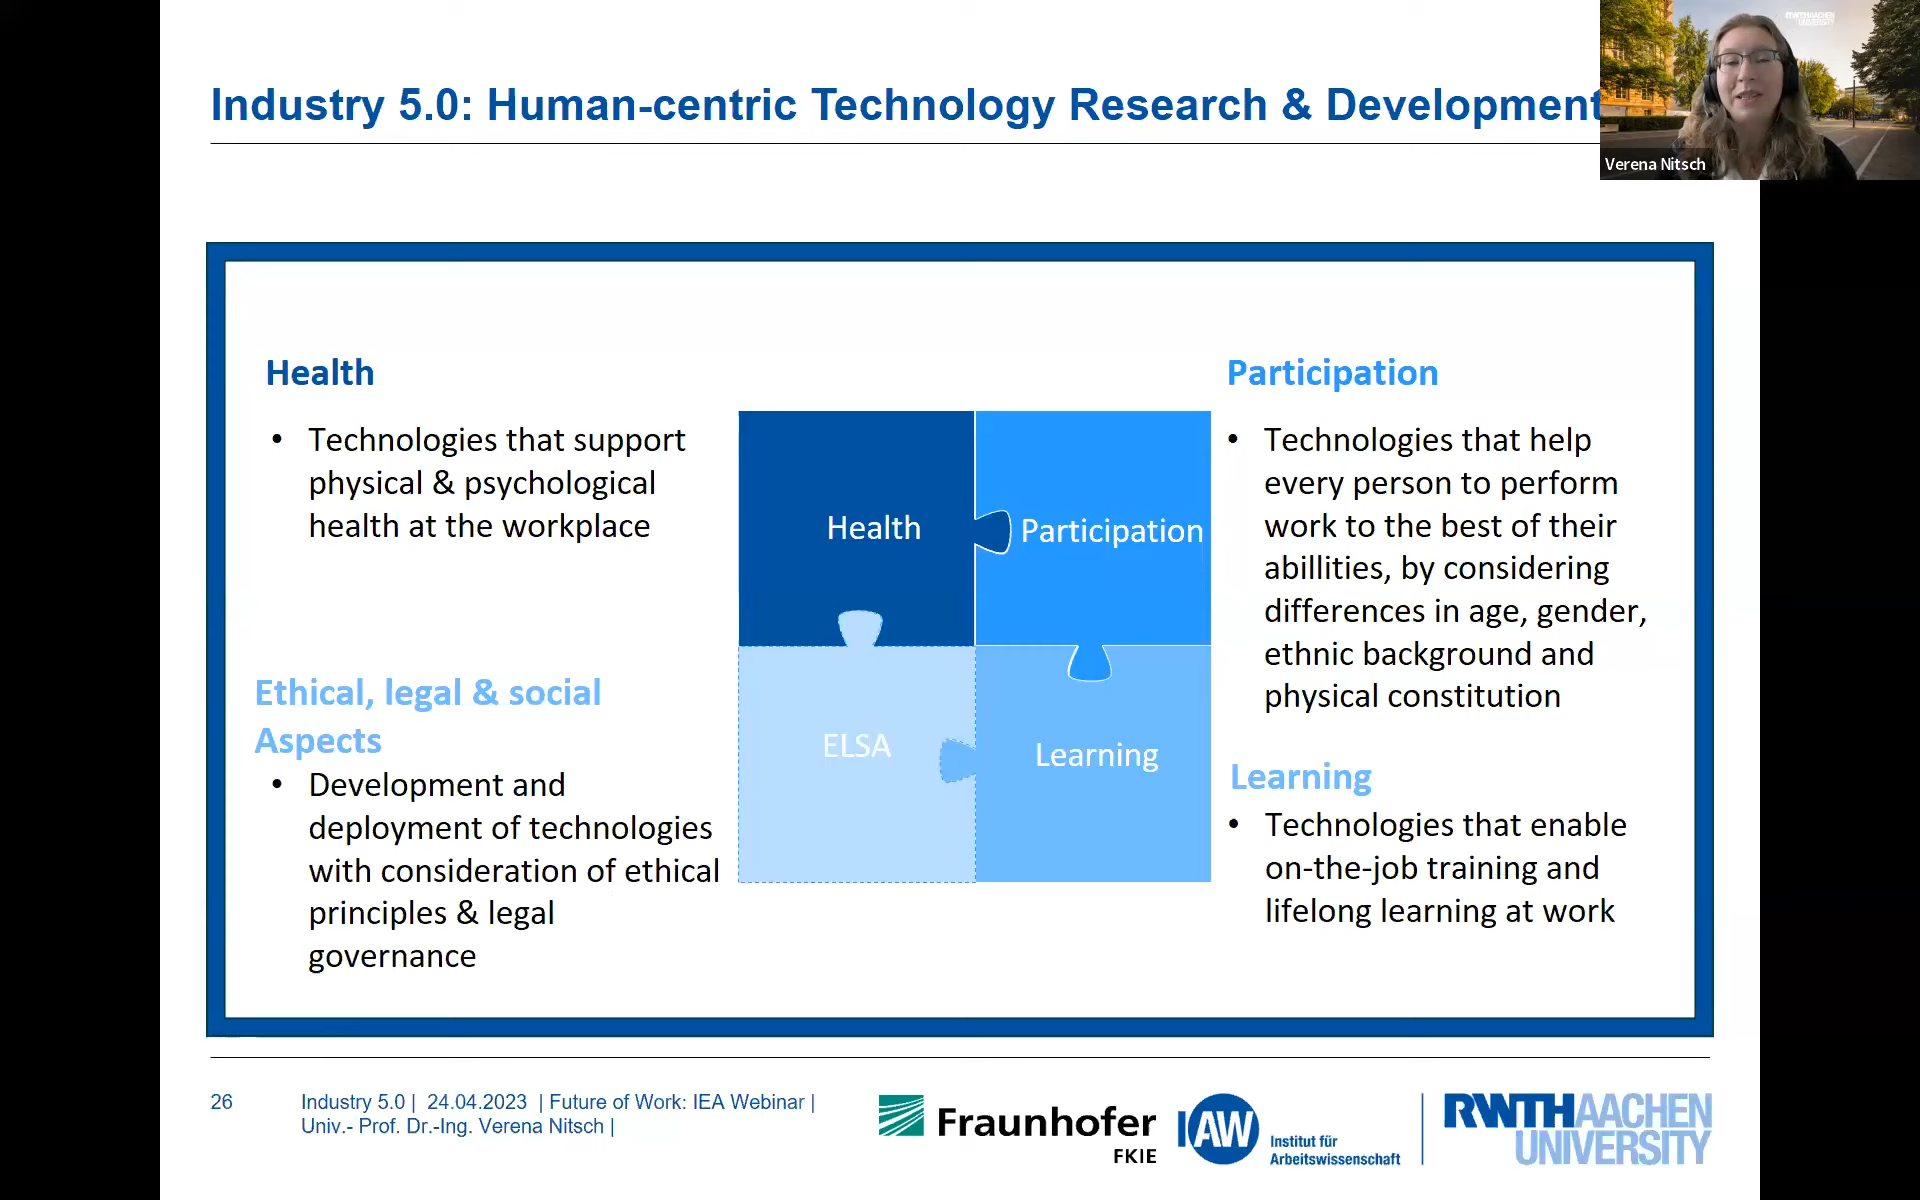 Industry 5.0: Human-centric Technology Research & Development
RWTHAACHEN
UNIVERSITY
Verena Nitsch
Health
• Technologies that support
physical & psychological
health at the workplace
Ethical, legal & social
Aspects
• Development and
deployment of technologies
with consideration of ethical
principles & legal
governance
Health
Participation
ELSA
Learning
Participation
• Technologies that help
every person to perform
work to the best of their
abillities, by considering
differences in age, gender,
ethnic background and
physical constitution
Learning
• Technologies that enable
on-the-job training and
lifelong learning at work
26
Industry 5.0 | 24.04.2023 | Future of Work: IEA Webinar |
Univ.- Prof. Dr.-Ing. Verena Nitsch |
Fraunhofer
FKIE
IAW
Institut für
Arbeitswissenschaft
RWTHAACHEN
UNIVERSITY